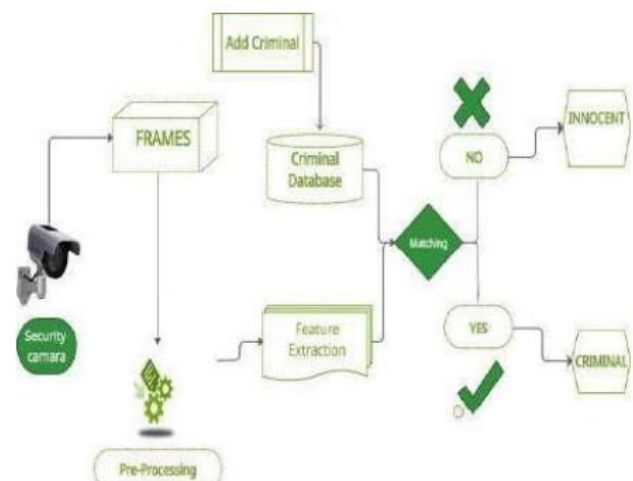 Add Criminal
FRAMES
Criminal
Database
Security
camara
Feature
Extraction
Matching
NO
INNOCENT
YES
CRIMINAL
Pre-Processing